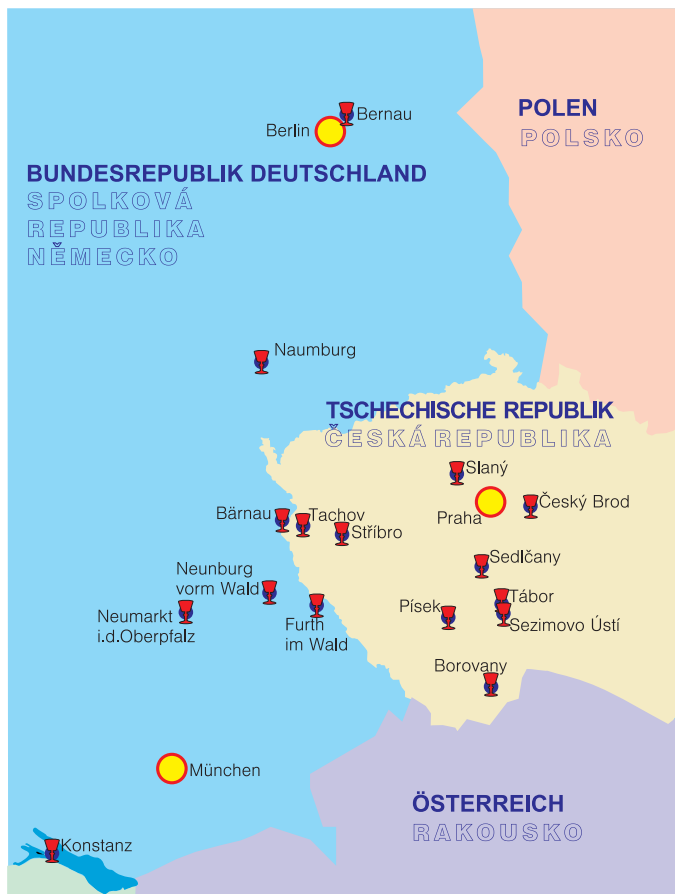 POLEN
POLSKO
Bernau
Berlin
BUNDESREPUBLIK DEUTSCHLAND
SPOLKOVÁ
REPUBLIKA
NĚMECKO
Naumburg
TSCHECHISCHE REPUBLIK
ČESKÁ REPUBLIKA
Slaný
Praha
Český Brod
Bärnau
Tachov
Stříbro
Sedlčany
Neunburg
vorm Wald
Neumarkt
i.d.Oberpfalz
Furth
im Wald
Písek
Tábor
Sezimovo Ústí
Borovany
München
ÖSTERREICH
RAKOUSKO
Konstanz